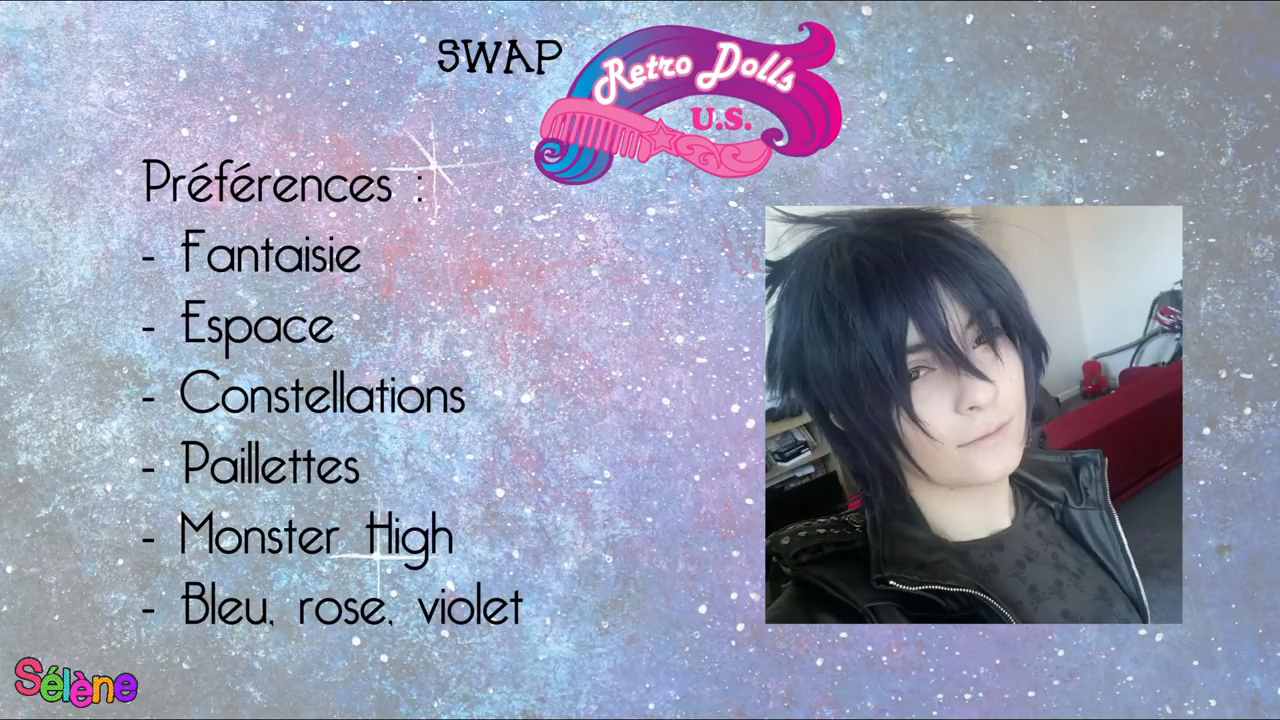 SWAP
Retro Dolls
U.S.
Préférences :
- Fantaisie
- Espace
- Constellations
- Paillettes
- Monster High
- Bleu, rose, violet
Sélène